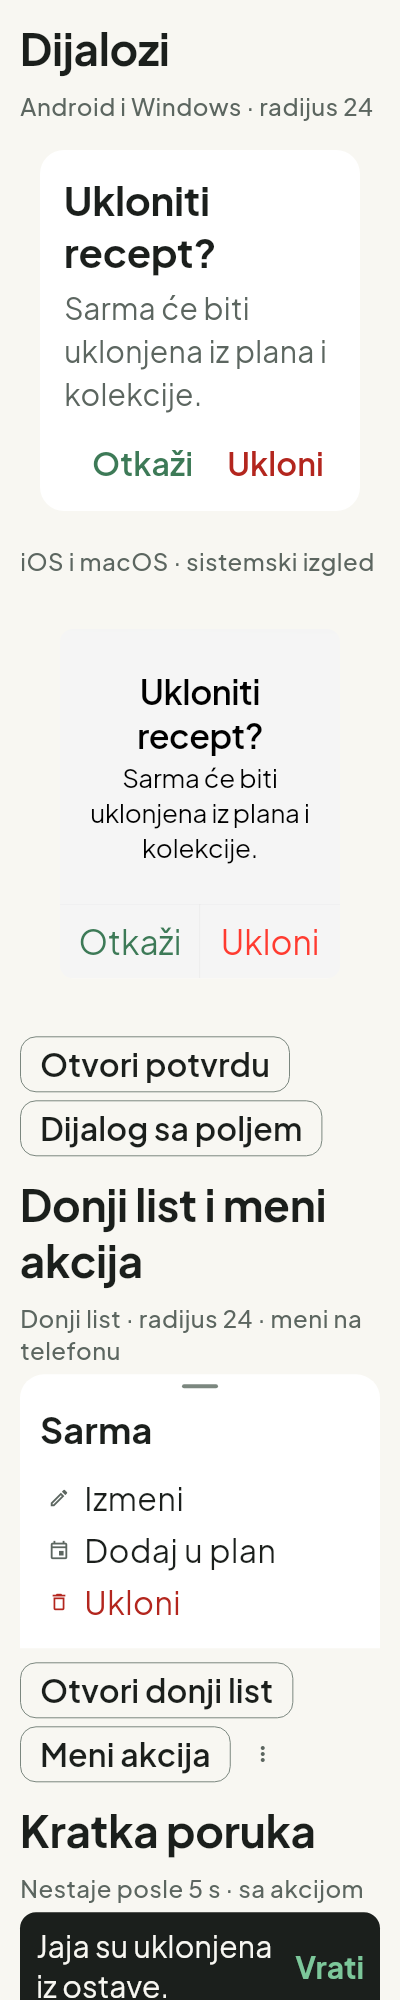 Dijalozi
Android i Windows · radijus 24
Ukloniti
recept?
Sarma će biti
uklonjena iz plana i
kolekcije.
Otkaži Ukloni
iOS i macOS · sistemski izgled
Ukloniti
recept?
Sarma će biti
uklonjena iz plana i
kolekcije.
Otkaži Ukloni
Otvori potvrdu
Dijalog sa poljem
Donji list i meni
akcija
Donji list · radijus 24 · meni na
telefonu
Sarma
Izmeni
Dodaj u plan
Ukloni
Otvori donji list
Meni akcija
Kratka poruka
Nestaje posle 5 s · sa akcijom
Jaja su uklonjena
iz ostave.
Vrati